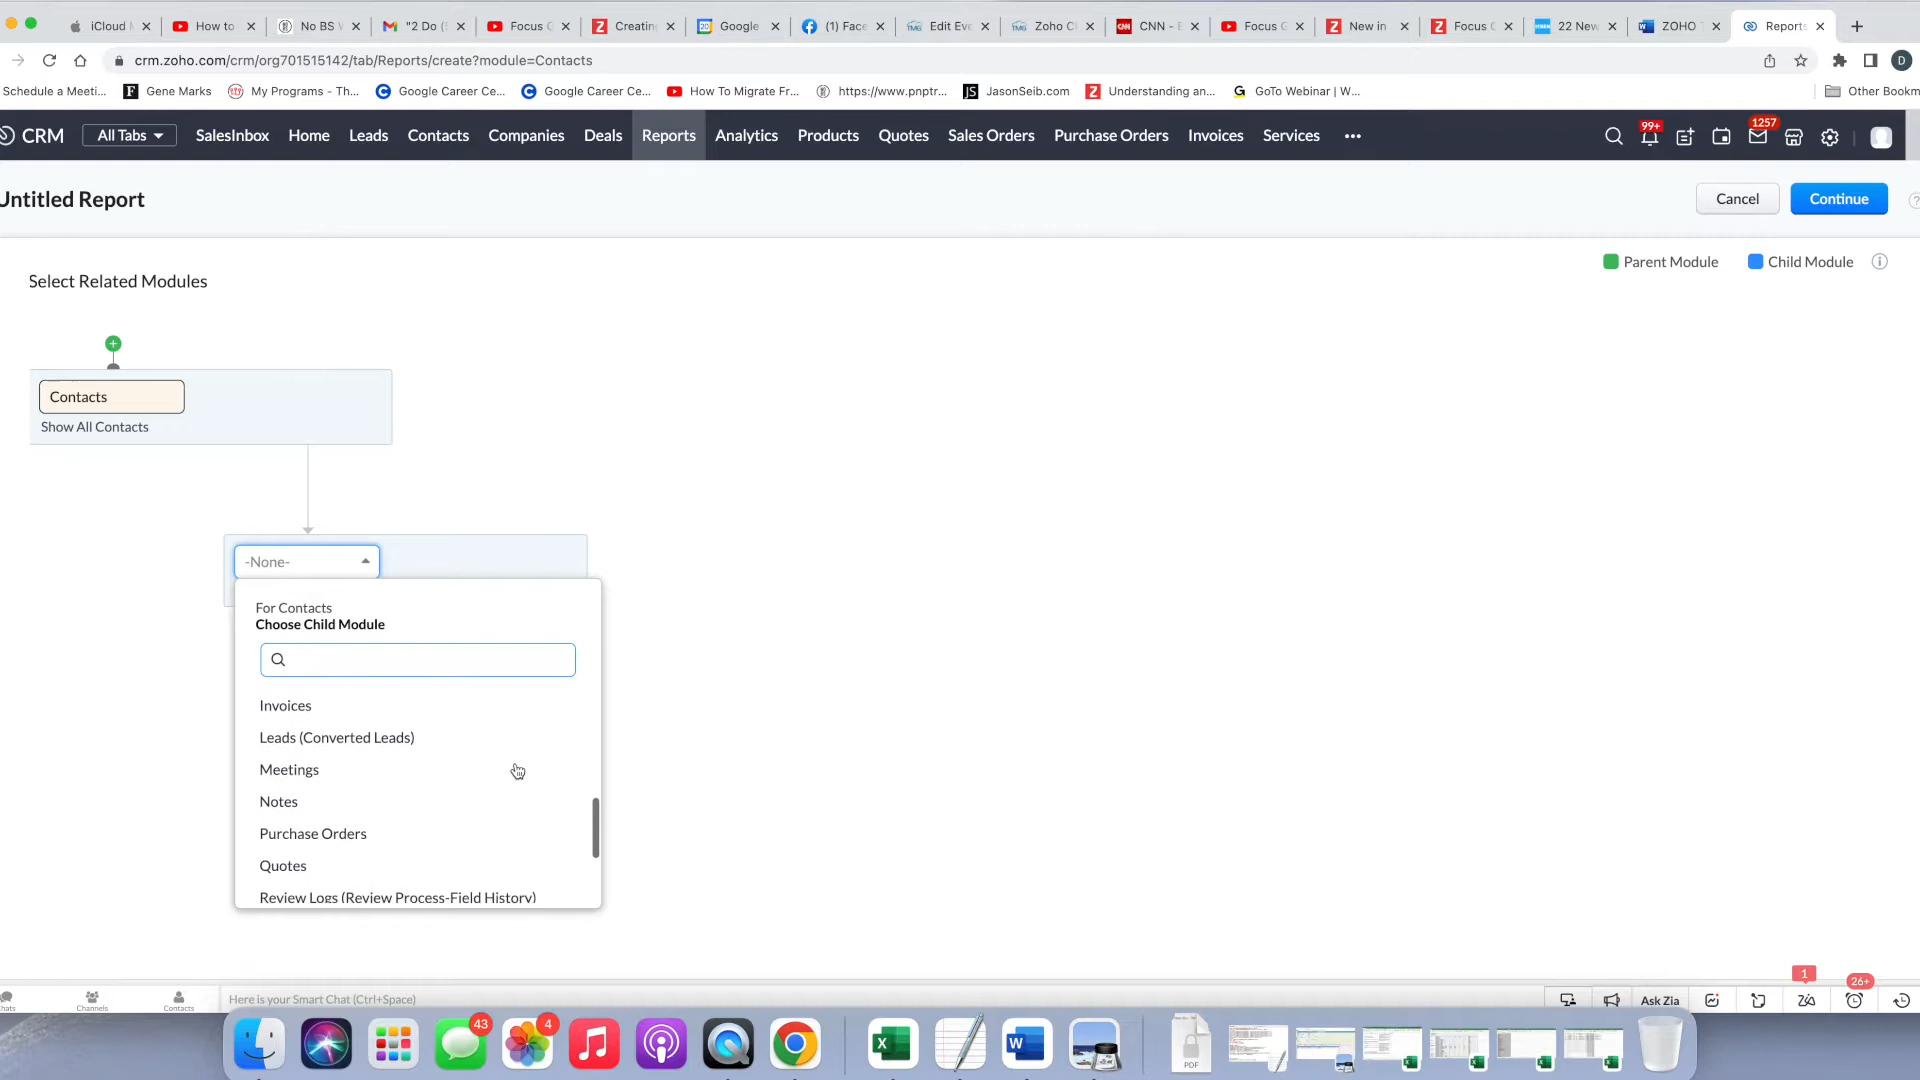 iCloud M
How to
No BS V
"2 Do (E
Focus G
Creating
Google
(1) Face
Edit Eve
Zoho C
CNN - B
Focus G
New in
Focus G
22 New
ZOHO T
Reports
crm.zoho.com/crm/org701515142/tab/Reports/create?module=Contacts
D
Schedule a Meeti...
Gene Marks
My Programs - Th...
Google Career Ce...
Google Career Ce...
How To Migrate Fr...
https://www.pnptr...
JasonSeib.com
Understanding an...
GoTo Webinar | W...
Other Bookm
CRM
All Tabs
SalesInbox
Home
Leads
Contacts
Companies
Deals
Reports
Analytics
Products
Quotes
Sales Orders
Purchase Orders
Invoices
Services
99+
1257
Untitled Report
Cancel
Continue
Select Related Modules
Parent Module
Child Module
Contacts
Show All Contacts
-None-
For Contacts
Choose Child Module
Invoices
Leads (Converted Leads)
Meetings
Notes
Purchase Orders
Quotes
Review Logs (Review Process-Field History)
1
26+
Chats
Channels
Contacts
Here is your Smart Chat (Ctrl+Space)
Ask Zia
43
4
PDF